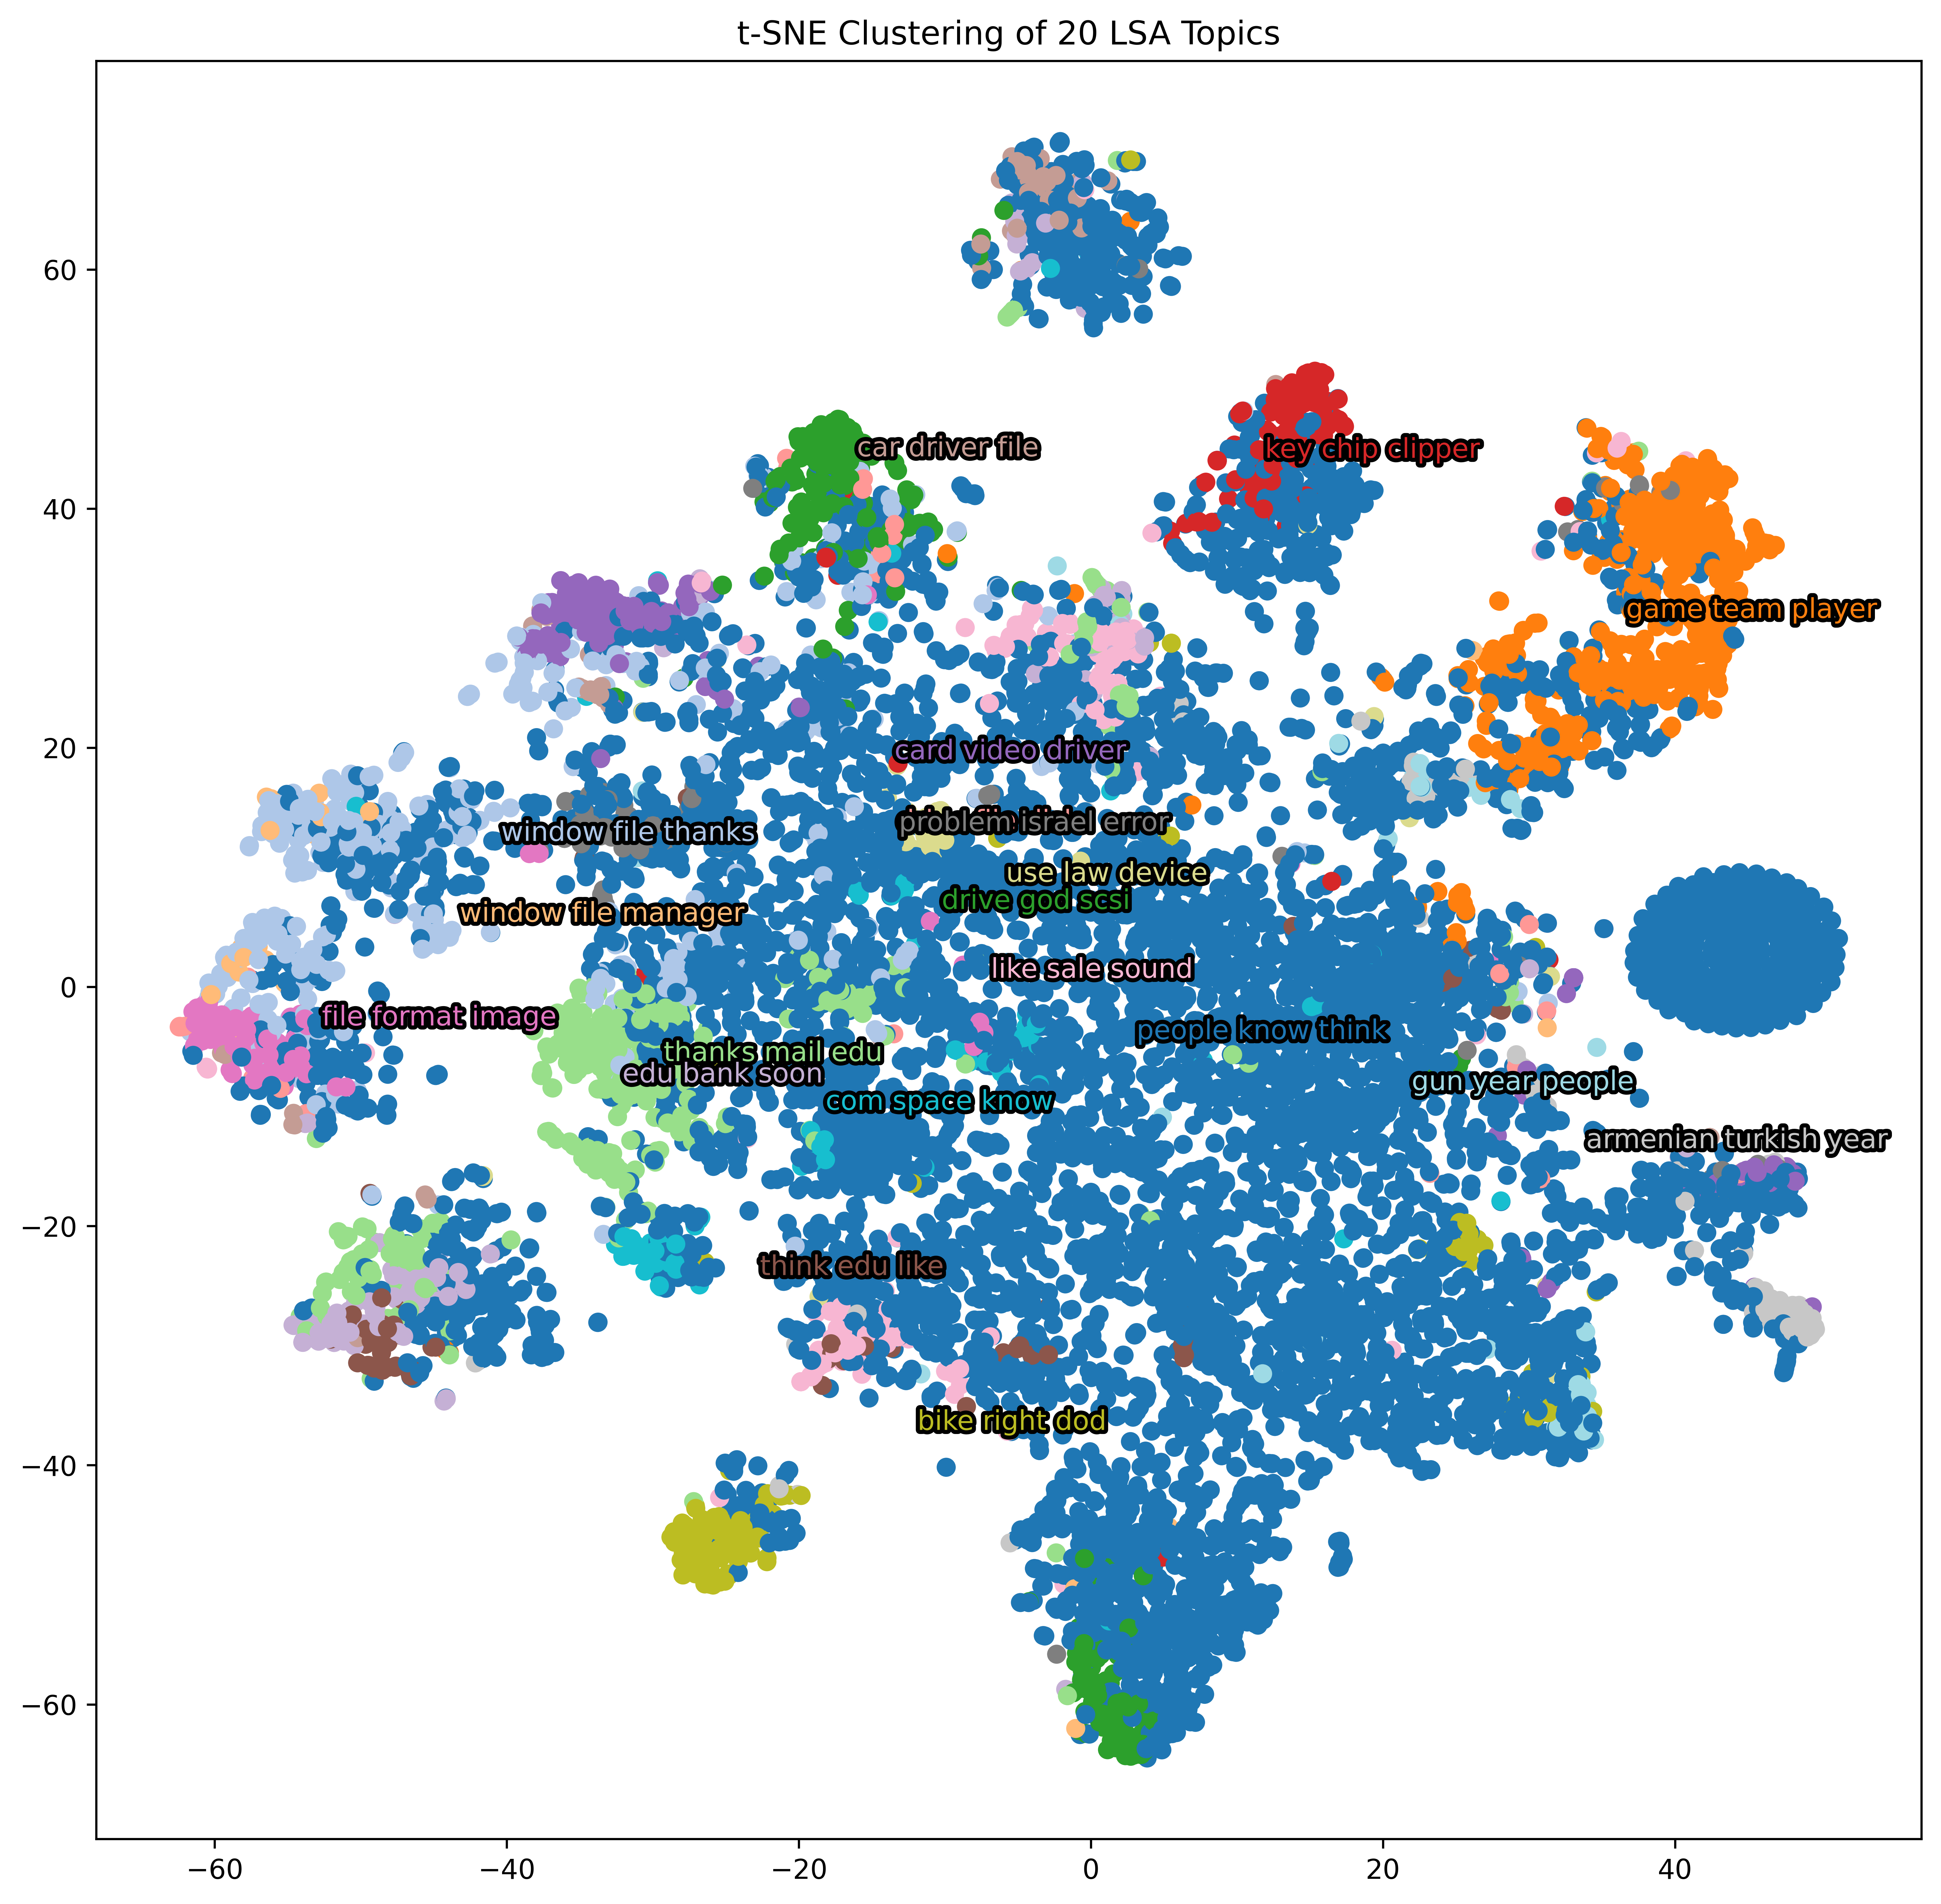 t-SNE Clustering of 20 LSA Topics
60
40
20
0
−20
−40
−60
car driver file
key chip clipper
game team player
card video driver
problem israel error
window file thanks
use law device
drive god scsi
window file manager
like sale sound
file format image
people know think
thanks mail edu
edu bank soon
gun year people
com space know
armenian turkish year
think edu like
bike right dod
−60
−40
−20
0
20
40